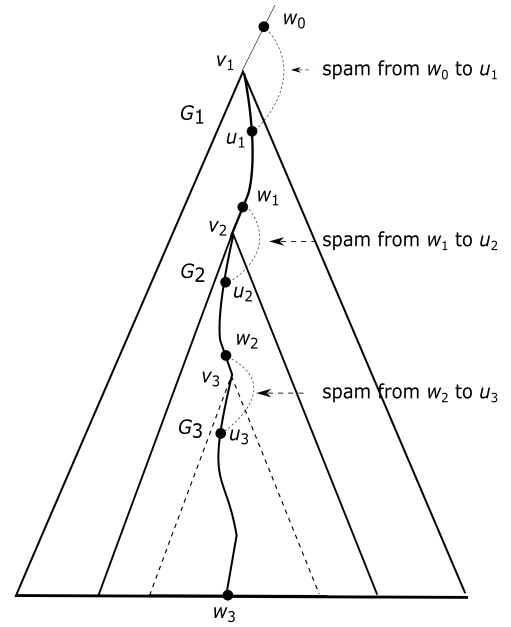 w0
v1
spam from w0 to u1
G1
u1
w1
v2
spam from w1 to u2
G2
u2
w2
v3
spam from w2 to u3
G3
u3
w3